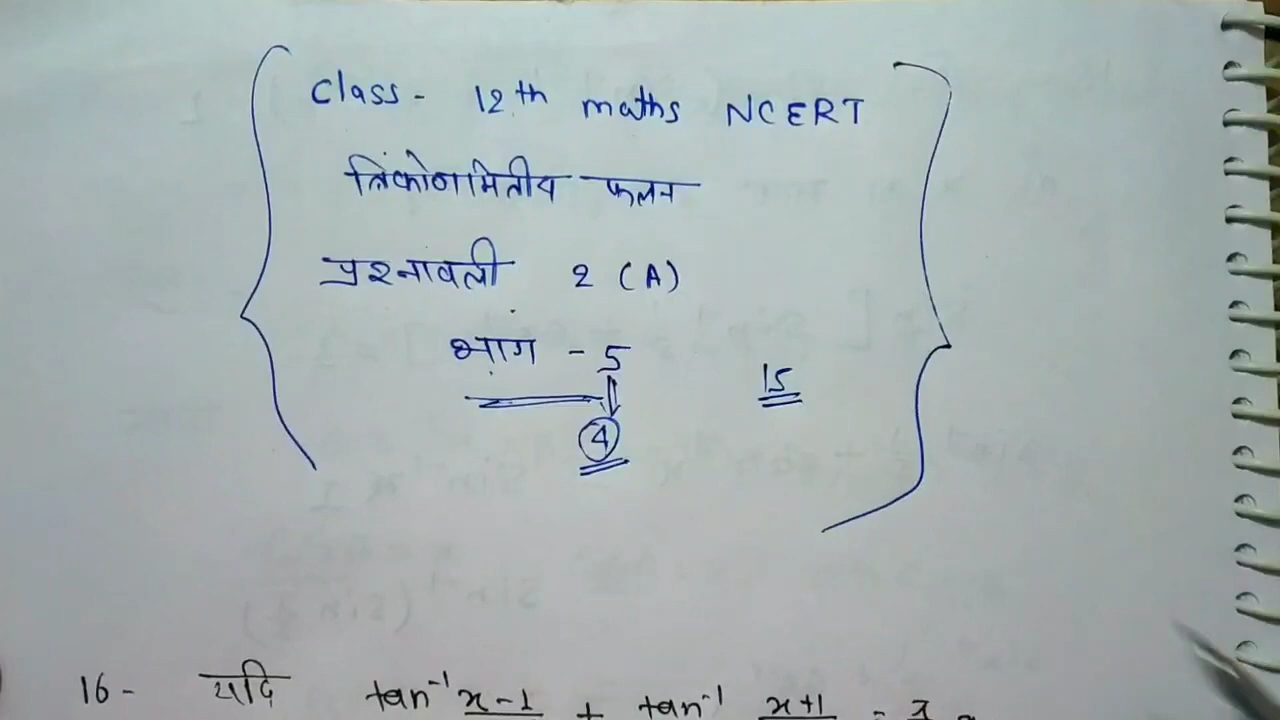 class - 12th maths NCERT
त्रिकोणमितीय फलन
प्रश्नावली 2 (A)
भाग - 5
15
4
16- यदि tan⁻¹ x-1 + tan⁻¹ x+1 =